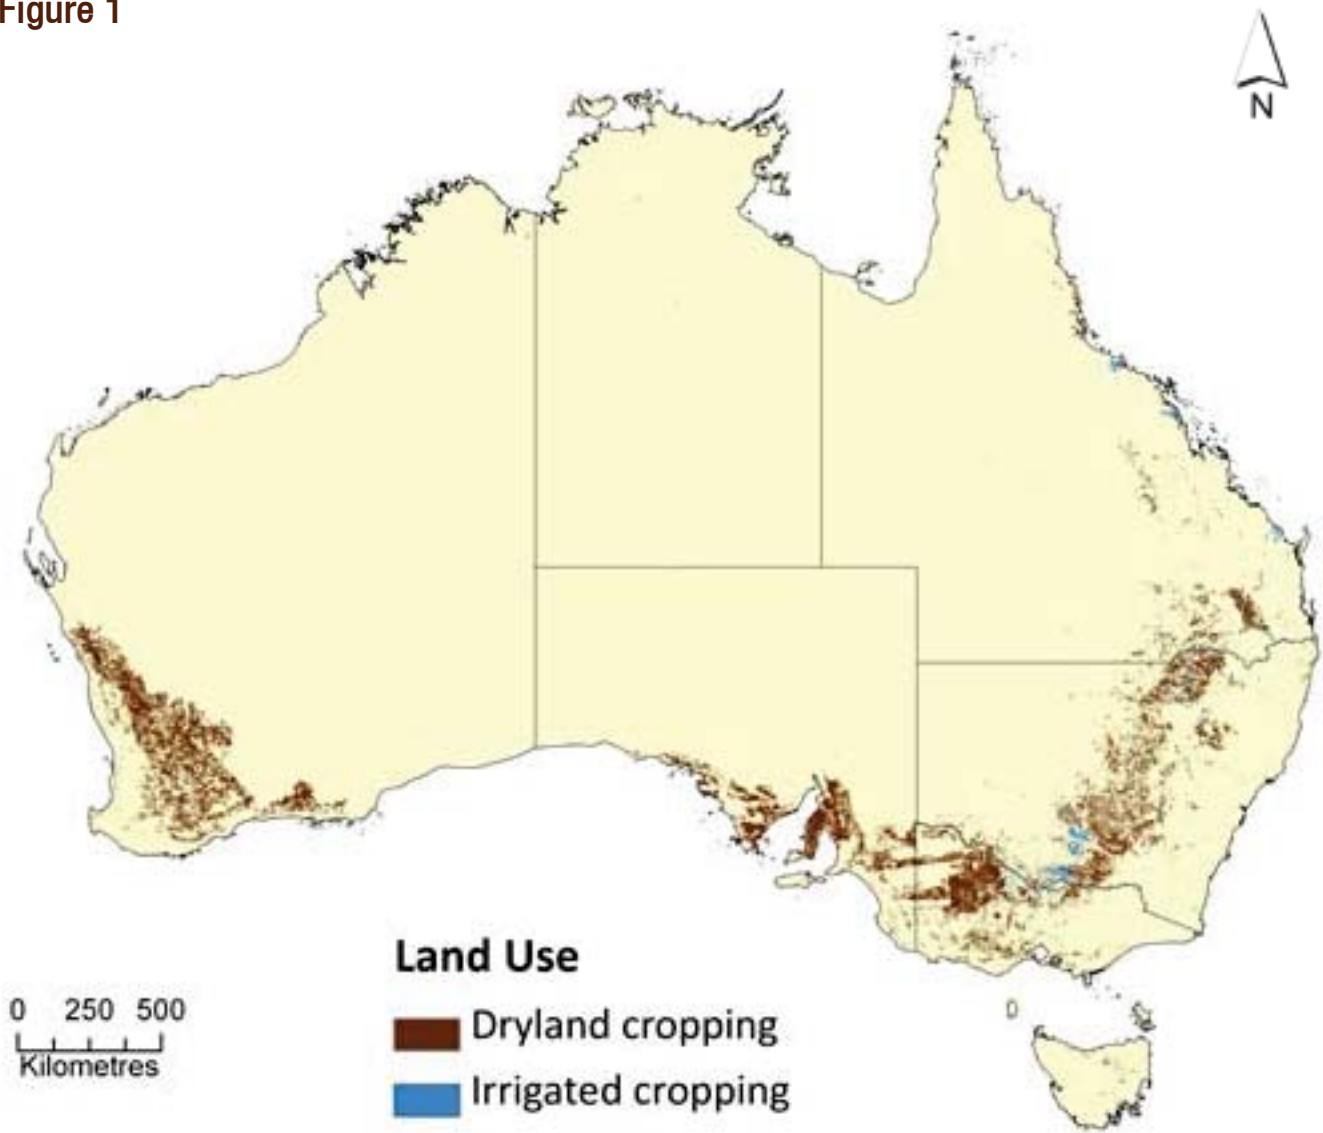 Figure 1
N
Land Use
Dryland cropping
Irrigated cropping
0 250 500
Kilometres